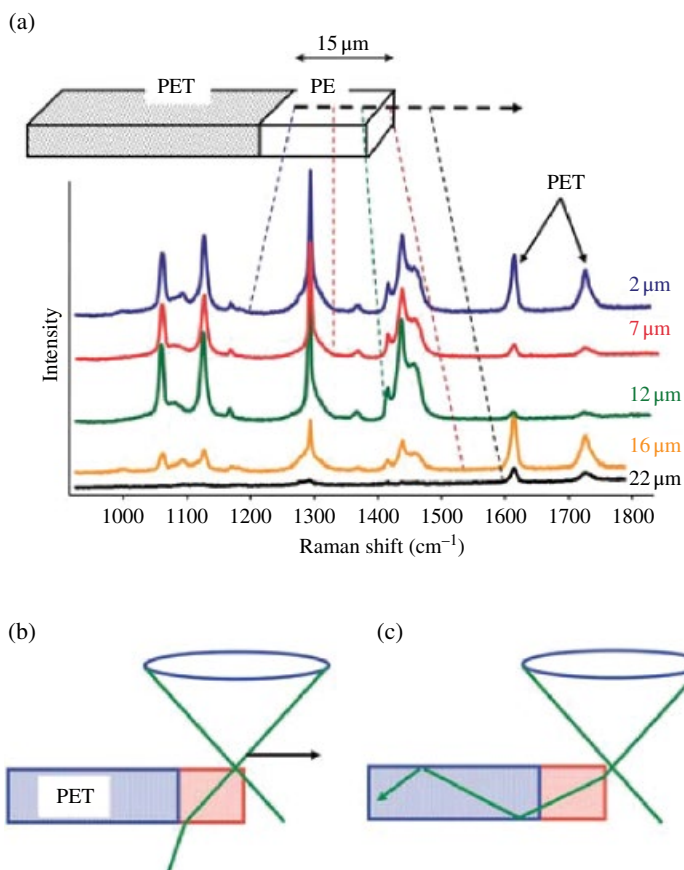 (a)
15 μm
PET PE
PET
2 μm
7 μm
12 μm
16 μm
22 μm
Intensity
1000 1100 1200 1300 1400 1500 1600 1700 1800
Raman shift (cm⁻¹)
(b) (c)
PET